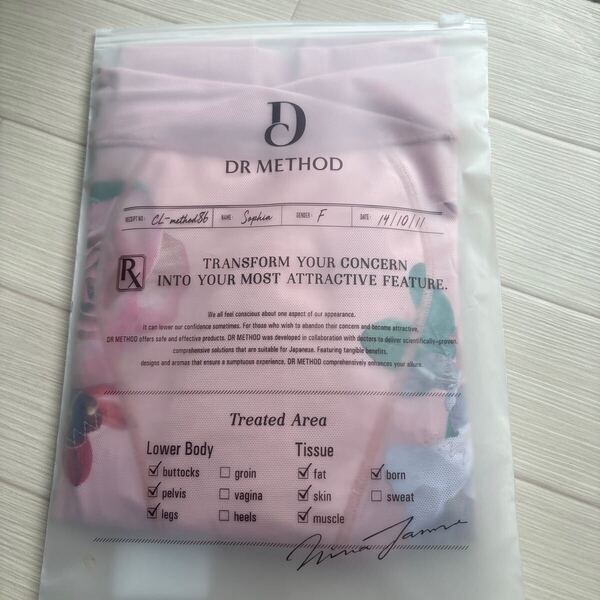 DR METHOD
RECEIPT NO: CL-method86 NAME: Sophia GENDER: F DATE: 14/10/11
Rx TRANSFORM YOUR CONCERN
INTO YOUR MOST ATTRACTIVE FEATURE.
We all feel conscious about one aspect of our appearance.
It can lower our confidence sometimes. For those who wish to abandon their concern and become attractive.
DR METHOD offers safe and effective products. DR METHOD was developed in collaboration with doctors to deliver scientifically-proven,
comprehensive solutions that are suitable for Japanese. Featuring tangible benefits,
designs and aromas that ensure a sumptuous experience. DR METHOD comprehensively enhances your allure.
Treated Area
Lower Body Tissue
buttocks groin fat born
pelvis vagina skin sweat
legs heels muscle